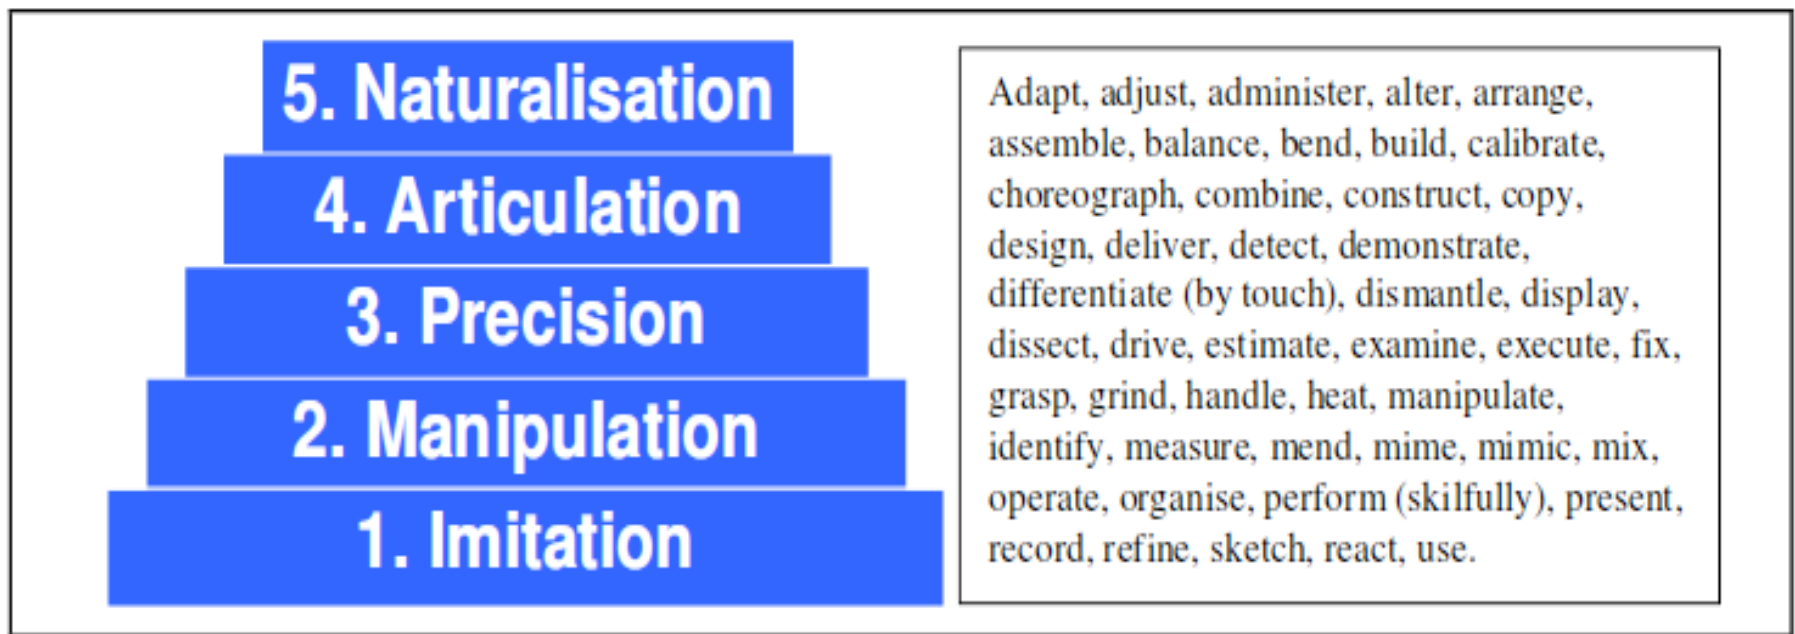 5. Naturalisation
4. Articulation
3. Precision
2. Manipulation
1. Imitation
Adapt, adjust, administer, alter, arrange,
assemble, balance, bend, build, calibrate,
choreograph, combine, construct, copy,
design, deliver, detect, demonstrate,
differentiate (by touch), dismantle, display,
dissect, drive, estimate, examine, execute, fix,
grasp, grind, handle, heat, manipulate,
identify, measure, mend, mime, mimic, mix,
operate, organise, perform (skilfully), present,
record, refine, sketch, react, use.